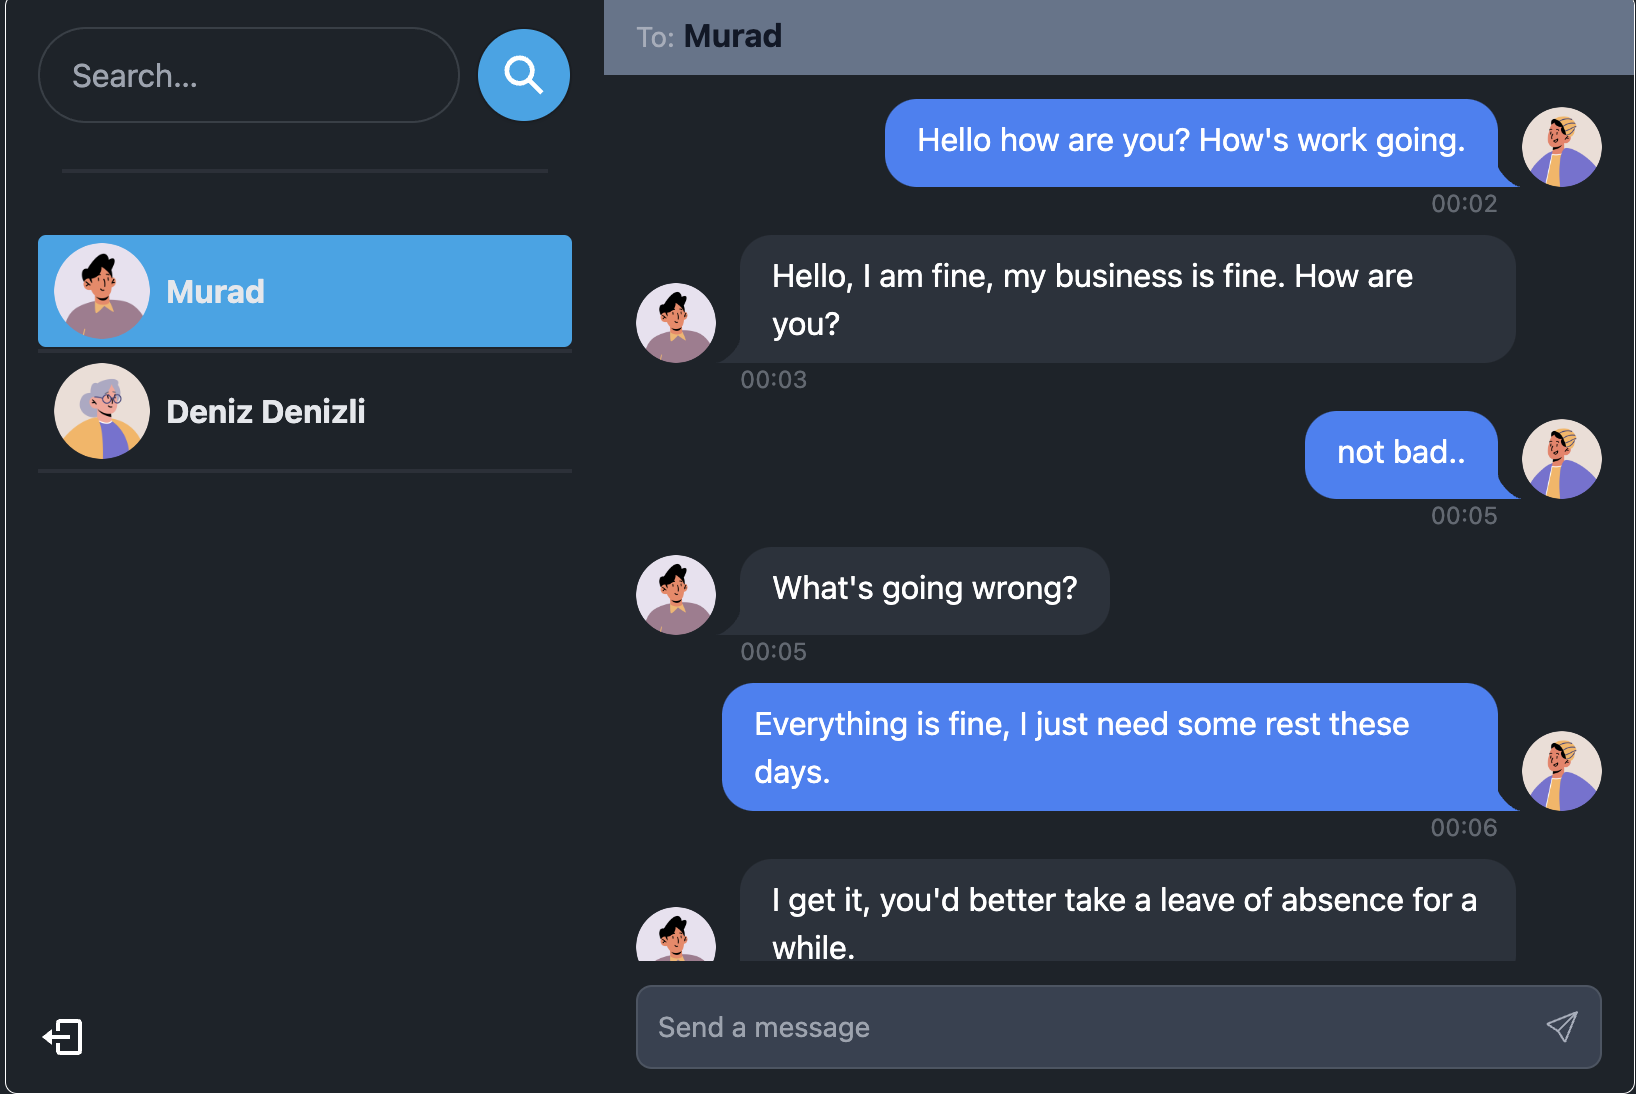 Search...
Murad
Deniz Denizli
To: Murad
Hello how are you? How's work going.
00:02
Hello, I am fine, my business is fine. How are
you?
00:03
not bad..
00:05
What's going wrong?
00:05
Everything is fine, I just need some rest these
days.
00:06
I get it, you'd better take a leave of absence for a
while.
Send a message